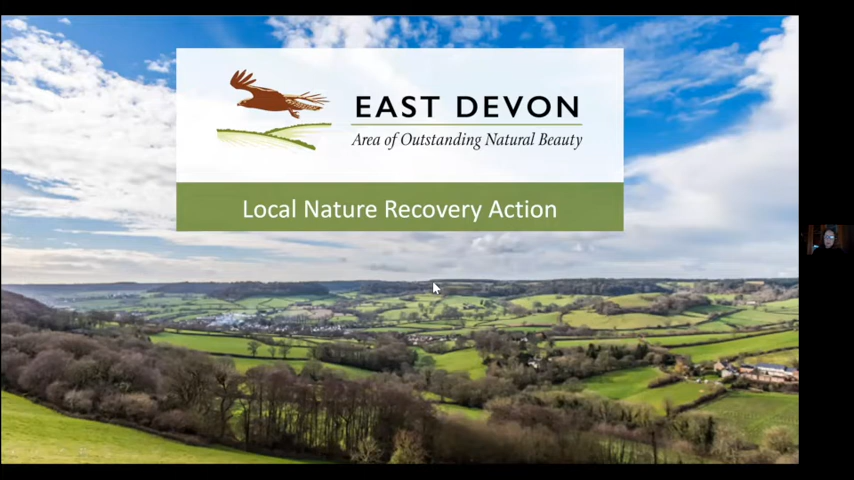 EAST DEVON
Area of Outstanding Natural Beauty
Local Nature Recovery Action